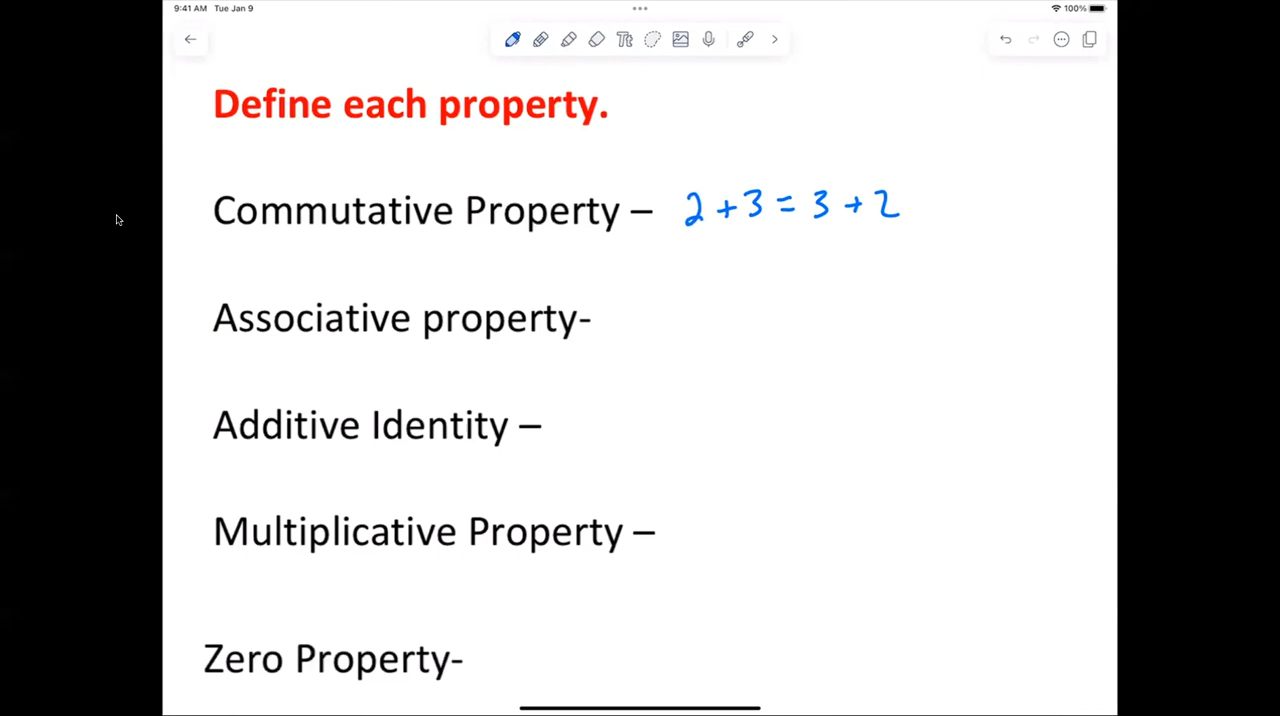 9:41 AM Tue Jan 9
100%
Define each property.
Commutative Property – 2 + 3 = 3 + 2
Associative property-
Additive Identity –
Multiplicative Property –
Zero Property-